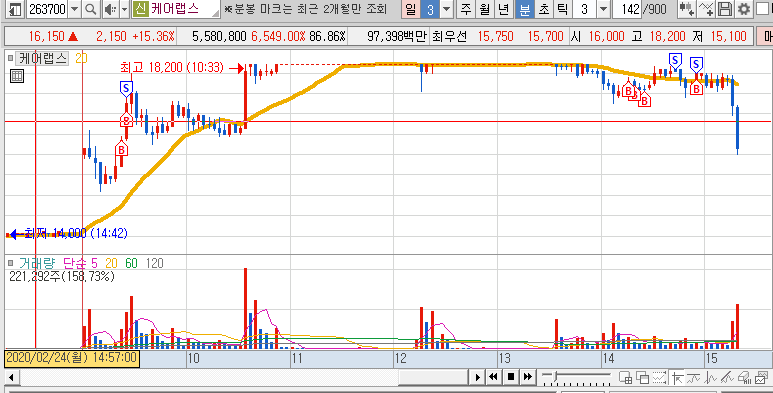 263700 신 케어랩스 ※ 분봉 마크는 최근 2개월만 조회 일 3 주 월 년 분 초 틱 3 142 /900
16,150 ▲ 2,150 +15.36% 5,580,800 6,549.00% 86.86% 97,398백만 최우선 15,750 15,700 시 16,000 고 18,200 저 15,100 매
케어랩스 20
최고 18,200 (10:33)
S
S
S
B
B
B
B
B
B
최저 14,000 (14:42)
거래량 단순 5 20 60 120
221,292주(158,73%)
2020/02/24(월) 14:57:00 10 11 12 13 14 15